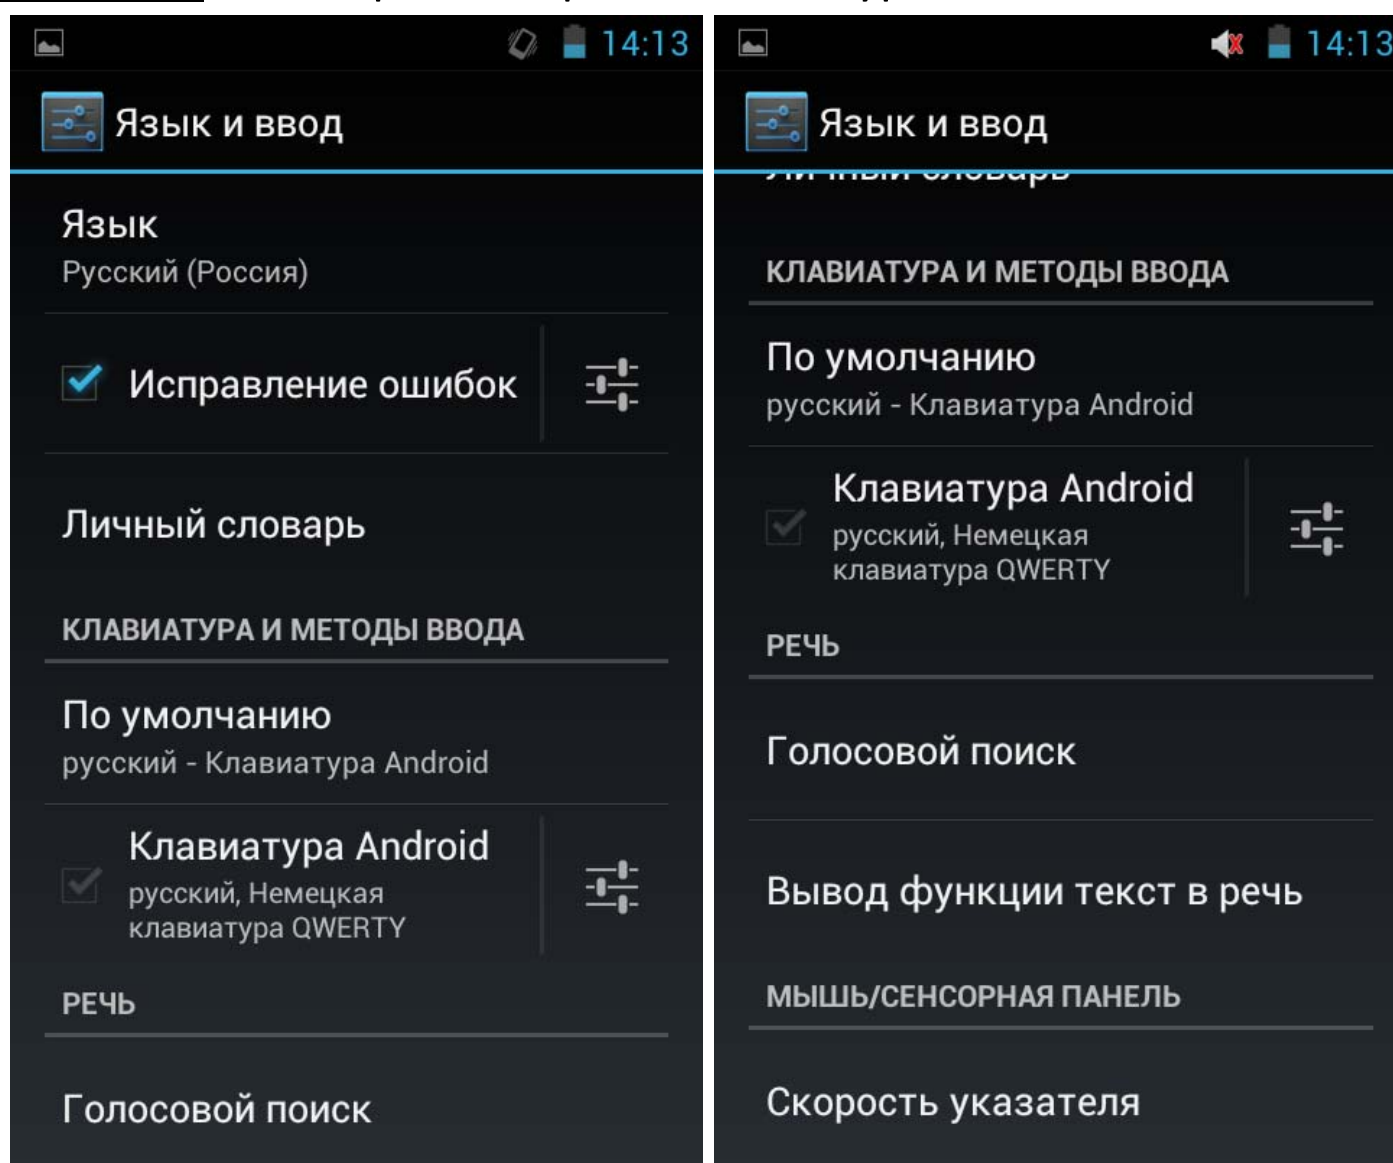 14:13
Язык и ввод
Язык
Русский (Россия)
Исправление ошибок
Личный словарь
КЛАВИАТУРА И МЕТОДЫ ВВОДА
По умолчанию
русский - Клавиатура Android
Клавиатура Android
русский, Немецкая
клавиатура QWERTY
РЕЧЬ
Голосовой поиск
14:13
Язык и ввод
Личный словарь
КЛАВИАТУРА И МЕТОДЫ ВВОДА
По умолчанию
русский - Клавиатура Android
Клавиатура Android
русский, Немецкая
клавиатура QWERTY
РЕЧЬ
Голосовой поиск
Вывод функции текст в речь
МЫШЬ/СЕНСОРНАЯ ПАНЕЛЬ
Скорость указателя